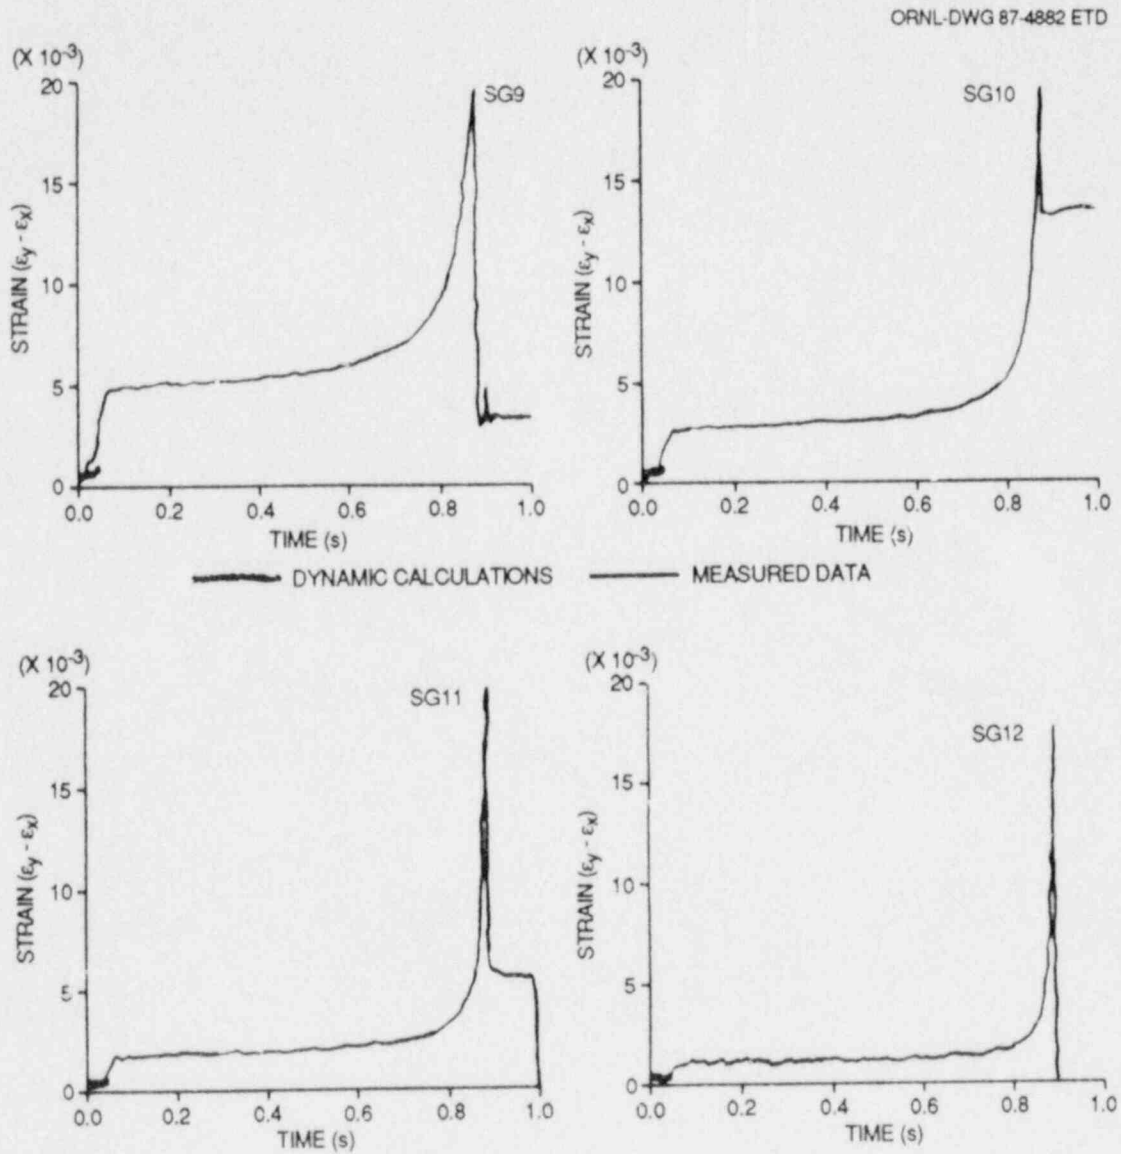 ORNL-DWG 87-4882 ETD
(X 10⁻³)
20
15
10
5
0
STRAIN (εy - εx)
SG9
0.0 0.2 0.4 0.6 0.8 1.0
TIME (s)
(X 10⁻³)
20
15
10
5
0
STRAIN (εy - εx)
SG10
0.0 0.2 0.4 0.6 0.8 1.0
TIME (s)
DYNAMIC CALCULATIONS
MEASURED DATA
(X 10⁻³)
20
15
10
5
0
STRAIN (εy - εx)
SG11
0.0 0.2 0.4 0.6 0.8 1.0
TIME (s)
(X 10⁻³)
20
15
10
5
0
STRAIN (εy - εx)
SG12
0.0 0.2 0.4 0.6 0.8 1.0
TIME (s)